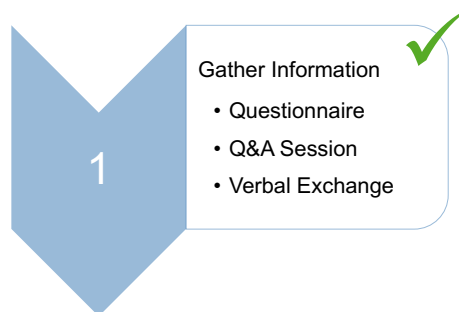 1
Gather Information
• Questionnaire
• Q&A Session
• Verbal Exchange